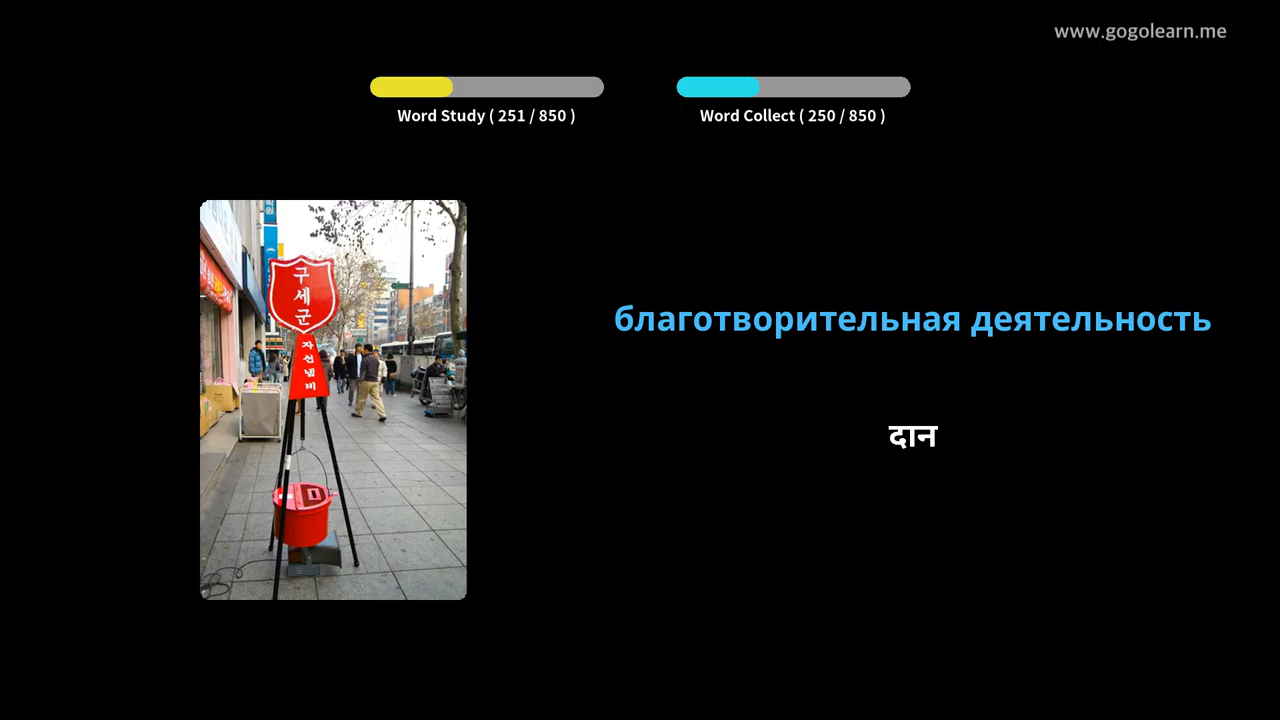 www.gogolearn.me
Word Study ( 251 / 850 )
Word Collect ( 250 / 850 )
благотворительная деятельность
दान
구
세
군
자
선
냄
비